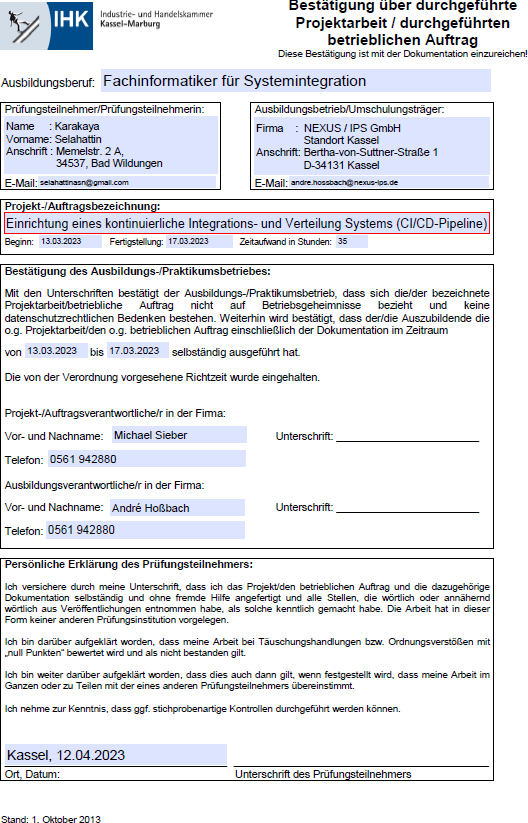 IHK
Industrie- und Handelskammer
Kassel-Marburg
Bestätigung über durchgeführte
Projektarbeit / durchgeführten
betrieblichen Auftrag
Diese Bestätigung ist mit der Dokumentation einzureichen!
Ausbildungsberuf: Fachinformatiker für Systemintegration
Prüfungsteilnehmer/Prüfungsteilnehmerin:
Name : Karakaya
Vorname: Selahattin
Anschrift : Memelstr. 2 A,
34537, Bad Wildungen
E-Mail: selahattinasn@gmail.com
Ausbildungsbetrieb/Umschulungsträger:
Firma : NEXUS / IPS GmbH
Standort Kassel
Anschrift: Bertha-von-Suttner-Straße 1
D-34131 Kassel
E-Mail: andre.hossbach@nexus-ips.de
Projekt-/Auftragsbezeichnung:
Einrichtung eines kontinuierliche Integrations- und Verteilung Systems (CI/CD-Pipeline)
Beginn: 13.03.2023 Fertigstellung: 17.03.2023 Zeitaufwand in Stunden: 35
Bestätigung des Ausbildungs-/Praktikumsbetriebes:
Mit den Unterschriften bestätigt der Ausbildungs-/Praktikumsbetrieb, dass sich die/der bezeichnete
Projektarbeit/betriebliche Auftrag nicht auf Betriebsgeheimnisse bezieht und keine
datenschutzrechtlichen Bedenken bestehen. Weiterhin wird bestätigt, dass der/die Auszubildende die
o.g. Projektarbeit/den o.g. betrieblichen Auftrag einschließlich der Dokumentation im Zeitraum
von 13.03.2023 bis 17.03.2023 selbständig ausgeführt hat.
Die von der Verordnung vorgesehene Richtzeit wurde eingehalten.
Projekt-/Auftragsverantwortliche/r in der Firma:
Vor- und Nachname: Michael Sieber Unterschrift:
Telefon: 0561 942880
Ausbildungsverantwortliche/r in der Firma:
Vor- und Nachname: André Hoßbach Unterschrift:
Telefon: 0561 942880
Persönliche Erklärung des Prüfungsteilnehmers:
Ich versichere durch meine Unterschrift, dass ich das Projekt/den betrieblichen Auftrag und die dazugehörige
Dokumentation selbständig und ohne fremde Hilfe angefertigt und alle Stellen, die wörtlich oder annähernd
wörtlich aus Veröffentlichungen entnommen habe, als solche kenntlich gemacht habe. Die Arbeit hat in dieser
Form keiner anderen Prüfungsinstitution vorgelegen.
Ich bin darüber aufgeklärt worden, dass meine Arbeit bei Täuschungshandlungen bzw. Ordnungsverstößen mit
„null Punkten“ bewertet wird und als nicht bestanden gilt.
Ich bin weiter darüber aufgeklärt worden, dass dies auch dann gilt, wenn festgestellt wird, dass meine Arbeit im
Ganzen oder zu Teilen mit der eines anderen Prüfungsteilnehmers übereinstimmt.
Ich nehme zur Kenntnis, dass ggf. stichprobenartige Kontrollen durchgeführt werden können.
Kassel, 12.04.2023
Ort, Datum: Unterschrift des Prüfungsteilnehmers
Stand: 1. Oktober 2013